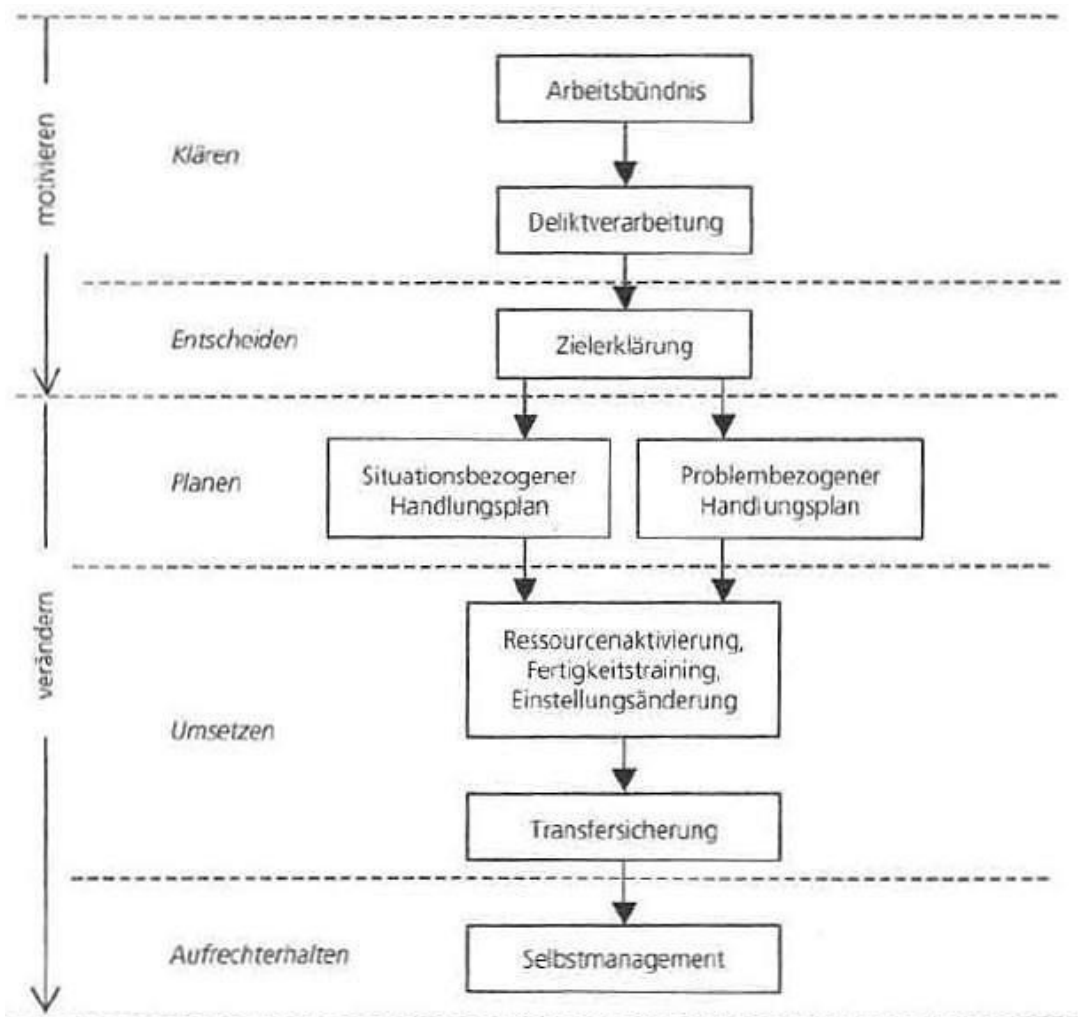 Arbeitsbündnis
motivieren
Klären
Deliktverarbeitung
Entscheiden
Zielerklärung
Planen
Situationsbezogener
Handlungsplan
Problembezogener
Handlungsplan
verändern
Ressourcenaktivierung,
Fertigkeitstraining,
Einstellungsänderung
Umsetzen
Transfersicherung
Aufrechterhalten
Selbstmanagement